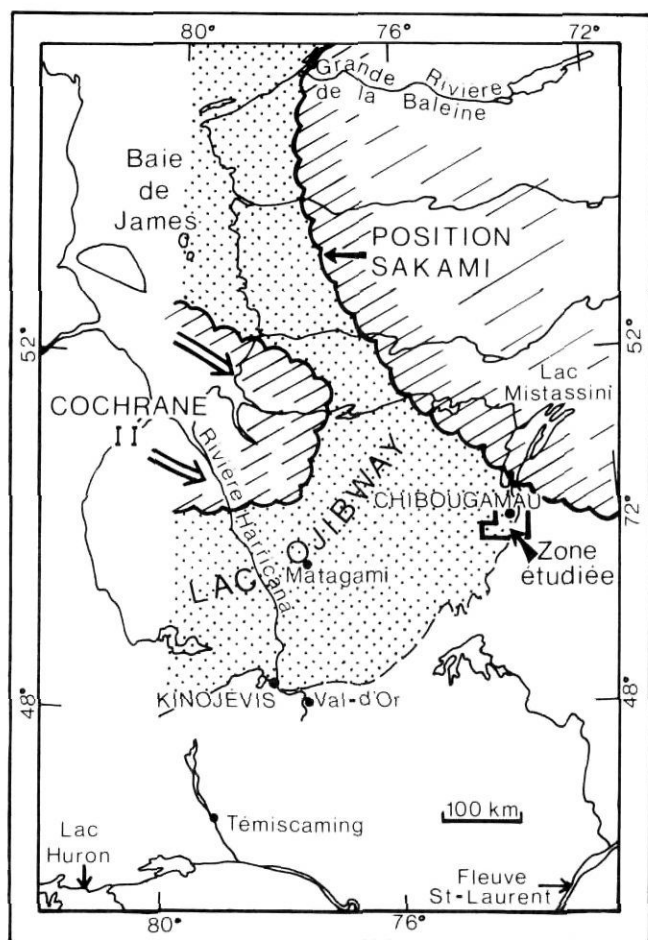 80°
76°
72°
Grande Rivière
de la Baleine
Baie
de
James
POSITION
SAKAMI
52°
52°
Lac
Mistassini
COCHRANE
II
Rivière Harricana
CHIBOUGAMAU
72°
LAC OJIBWAY
Matagami
Zone
étudiée
KINOJÉVIS
Val-d'Or
48°
48°
100 km
Témiscaming
Lac
Huron
Fleuve
St-Laurent
80°
76°